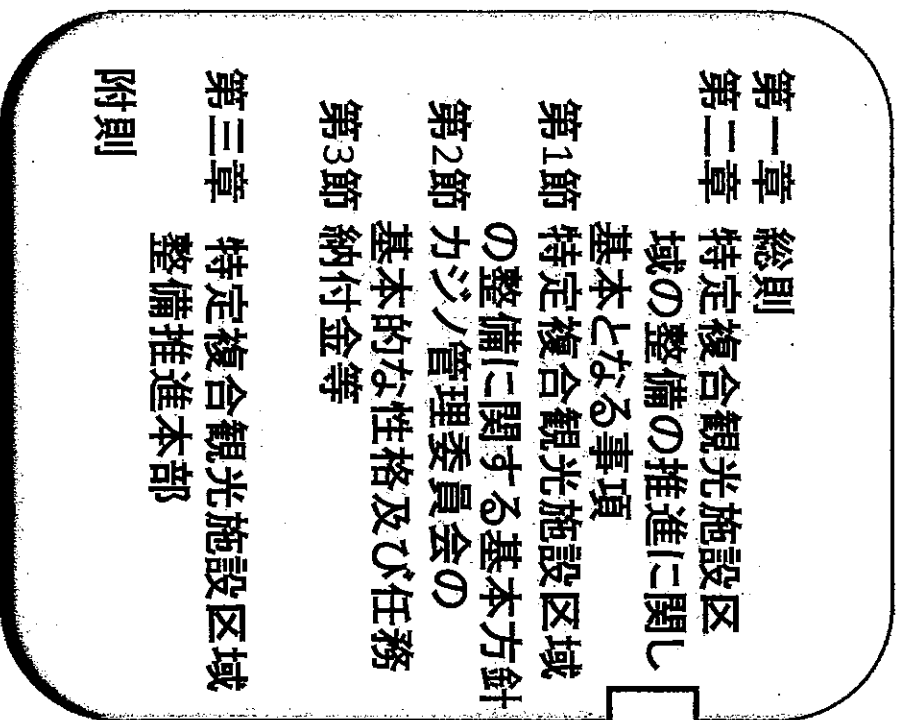 第一章 総則
第二章 特定複合観光施設区
域の整備の推進に関し
基本となる事項
第1節 特定複合観光施設区域
の整備に関する基本方針
第2節 カジノ管理委員会の
基本的な性格及び任務
第3節 納付金等
第三章 特定複合観光施設区域
整備推進本部
附則